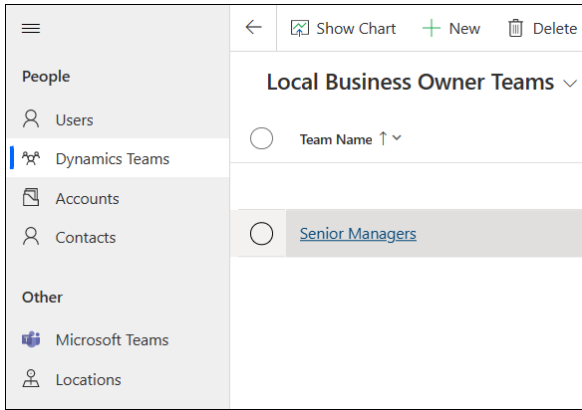 Show Chart New Delete
People
Local Business Owner Teams
Users
Team Name
Dynamics Teams
Accounts
Senior Managers
Contacts
Other
Microsoft Teams
Locations